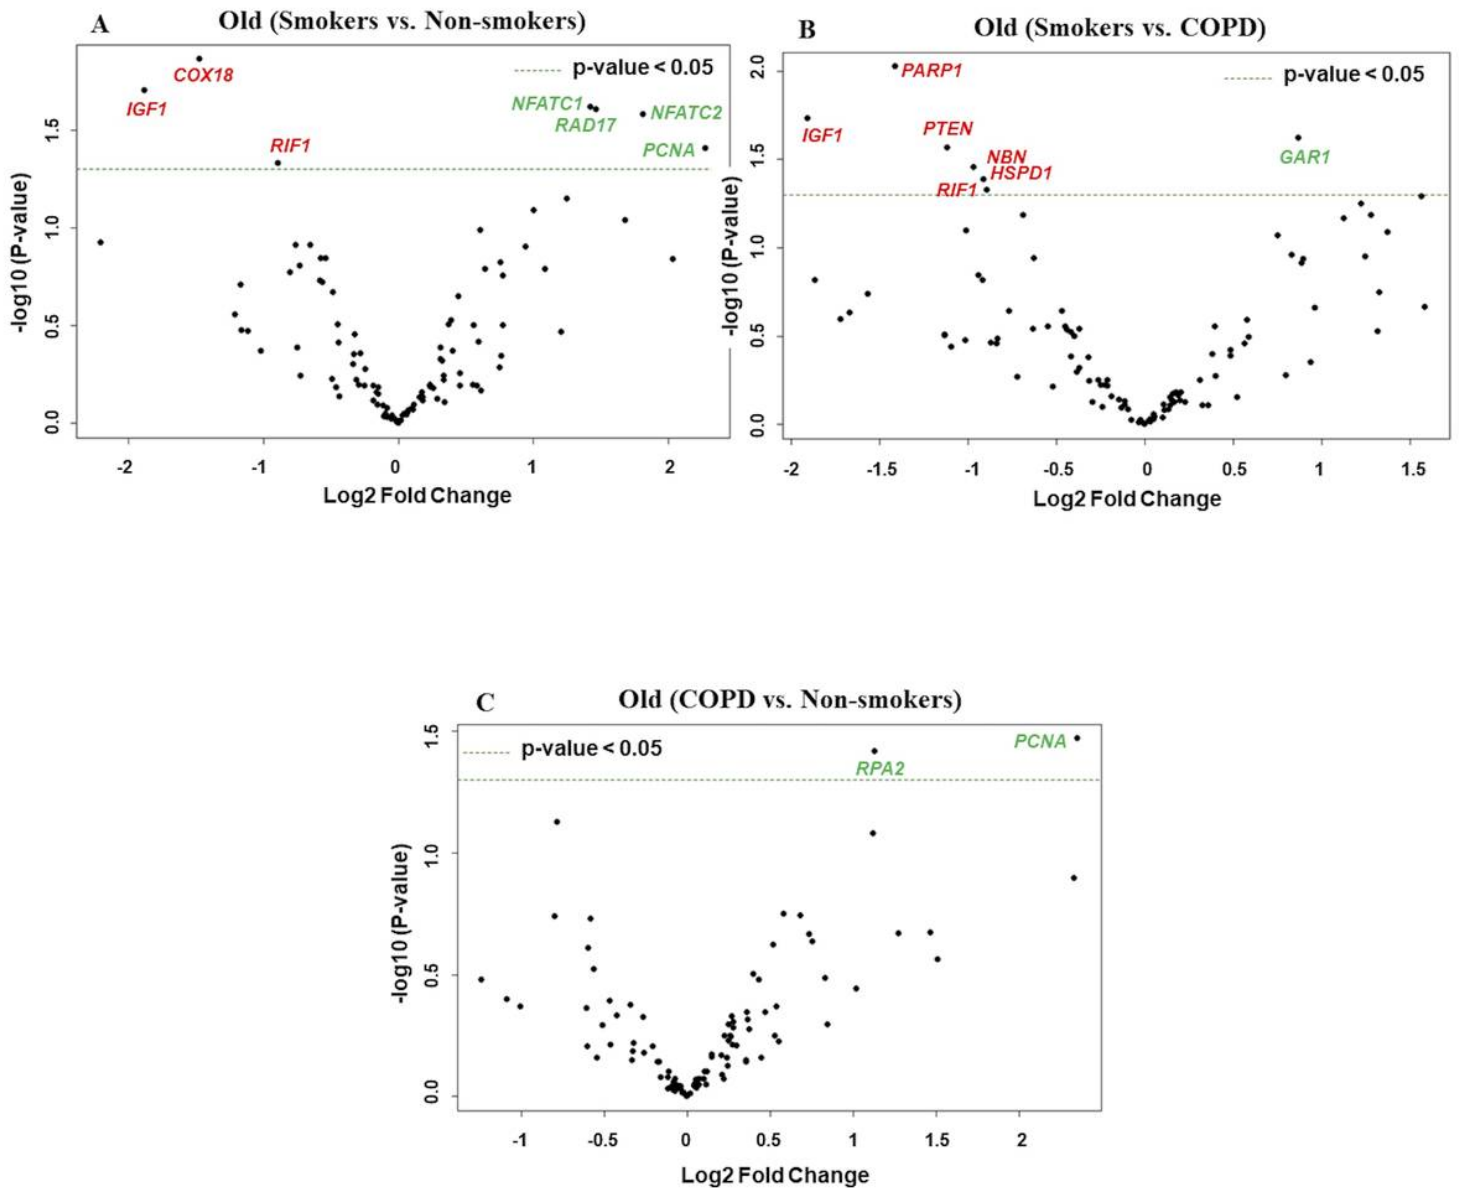 A
Old (Smokers vs. Non-smokers)
p-value < 0.05
COX18
IGF1
RIF1
NFATC1
RAD17
NFATC2
PCNA
-log10 (P-value)
1.5
1.0
0.5
0.0
-2 -1 0 1 2
Log2 Fold Change
B
Old (Smokers vs. COPD)
p-value < 0.05
PARP1
IGF1
PTEN
NBN
HSPD1
RIF1
GAR1
-log10 (P-value)
2.0
1.5
1.0
0.5
0.0
-2 -1.5 -1 -0.5 0 0.5 1 1.5
Log2 Fold Change
C
Old (COPD vs. Non-smokers)
p-value < 0.05
PCNA
RPA2
-log10 (P-value)
1.5
1.0
0.5
0.0
-1 -0.5 0 0.5 1 1.5 2
Log2 Fold Change